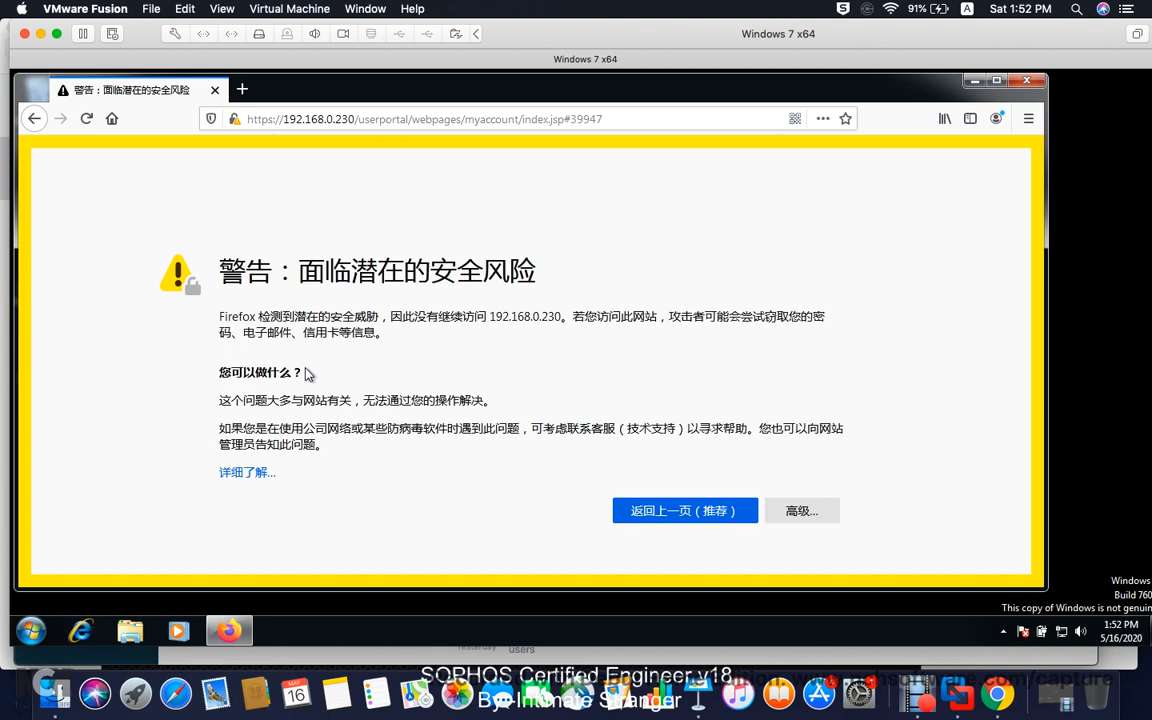 VMware Fusion File Edit View Virtual Machine Window Help
91% A Sat 1:52 PM
Windows 7 x64
Windows 7 x64
警告：面临潜在的安全风险
https://192.168.0.230/userportal/webpages/myaccount/index.jsp#39947
警告：面临潜在的安全风险
Firefox 检测到潜在的安全威胁，因此没有继续访问 192.168.0.230。若您访问此网站，攻击者可能会尝试窃取您的密
码、电子邮件、信用卡等信息。
您可以做什么？
这个问题大多与网站有关，无法通过您的操作解决。
如果您是在使用公司网络或某些防病毒软件时遇到此问题，可考虑联系客服（技术支持）以寻求帮助。您也可以向网站
管理员告知此问题。
详细了解...
返回上一页（推荐） 高级...
Windows
Build 760
This copy of Windows is not genuin
1:52 PM
5/16/2020
users
SOPHOS Certified Engineer v18
By: Intimate Stranger
16